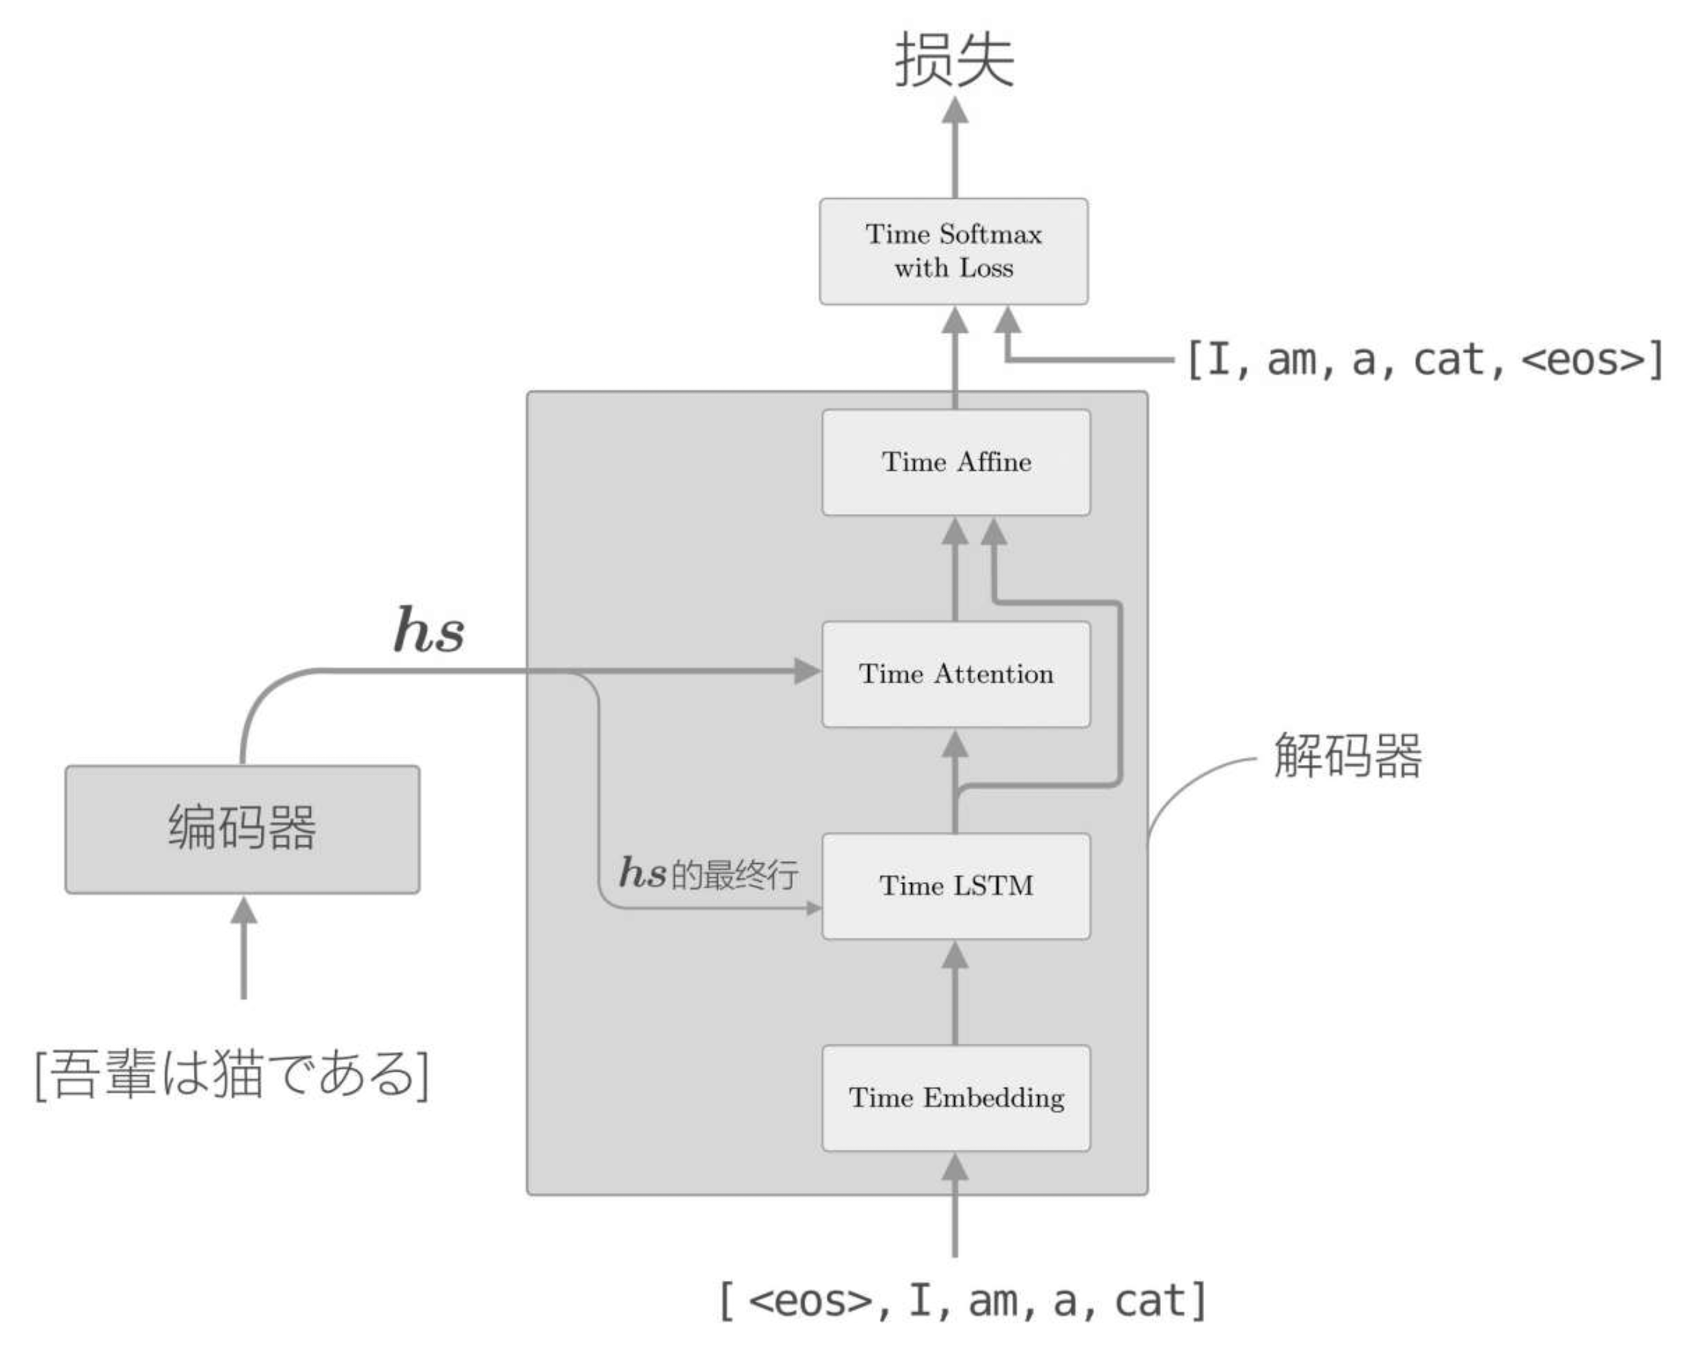 损失
Time Softmax
with Loss
[I, am, a, cat, <eos>]
Time Affine
hs
Time Attention
解码器
编码器
hs的最终行
Time LSTM
[吾輩は猫である]
Time Embedding
[ <eos>, I, am, a, cat]